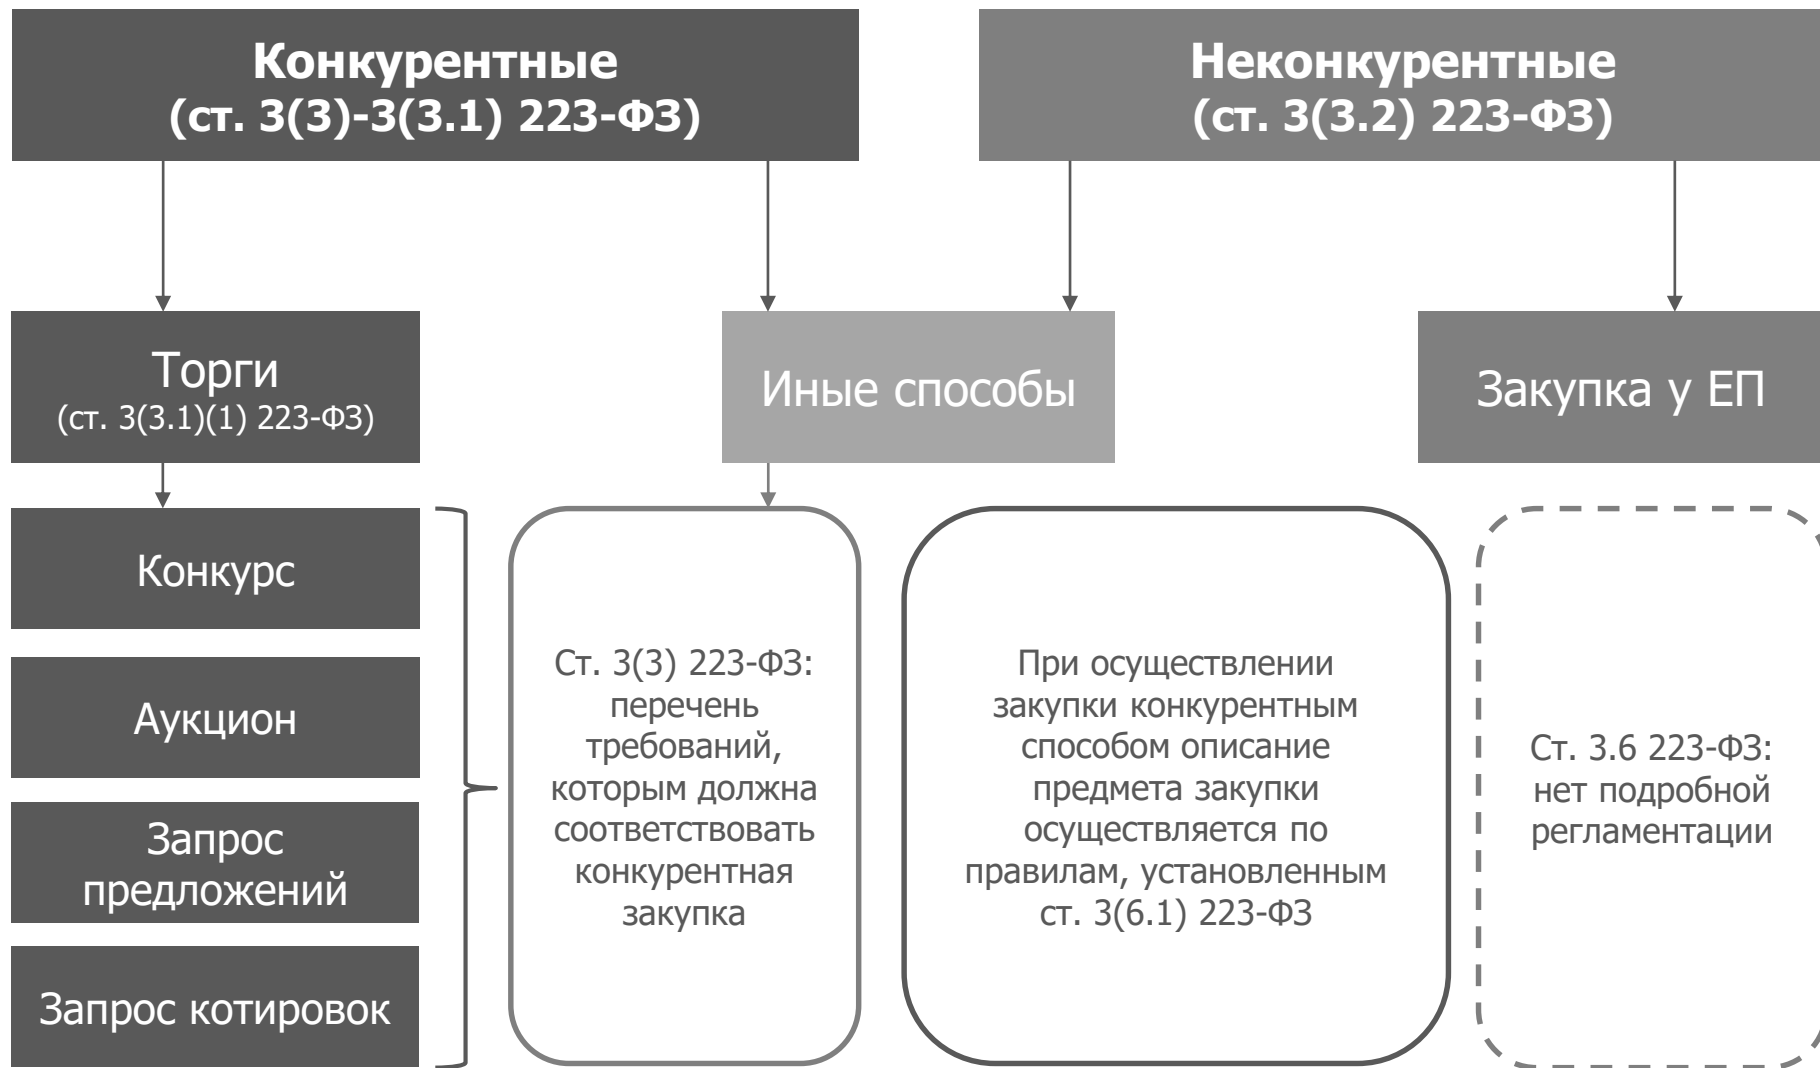 Конкурентные
(ст. 3(3)-3(3.1) 223-ФЗ)
Неконкурентные
(ст. 3(3.2) 223-ФЗ)
Торги
(ст. 3(3.1)(1) 223-ФЗ)
Иные способы
Закупка у ЕП
Конкурс
Аукцион
Запрос
предложений
Запрос котировок
Ст. 3(3) 223-ФЗ:
перечень
требований,
которым должна
соответствовать
конкурентная
закупка
При осуществлении
закупки конкурентным
способом описание
предмета закупки
осуществляется по
правилам, установленным
ст. 3(6.1) 223-ФЗ
Ст. 3.6 223-ФЗ:
нет подробной
регламентации